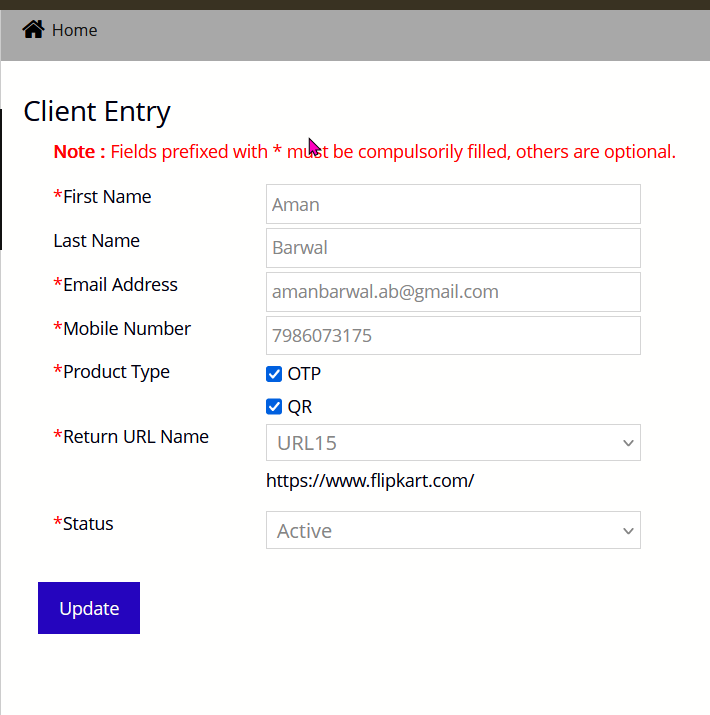 Home
Client Entry
Note : Fields prefixed with * must be compulsorily filled, others are optional.
*First Name Aman
Last Name Barwal
*Email Address amanbarwal.ab@gmail.com
*Mobile Number 7986073175
*Product Type OTP
QR
*Return URL Name URL15
https://www.flipkart.com/
*Status Active
Update